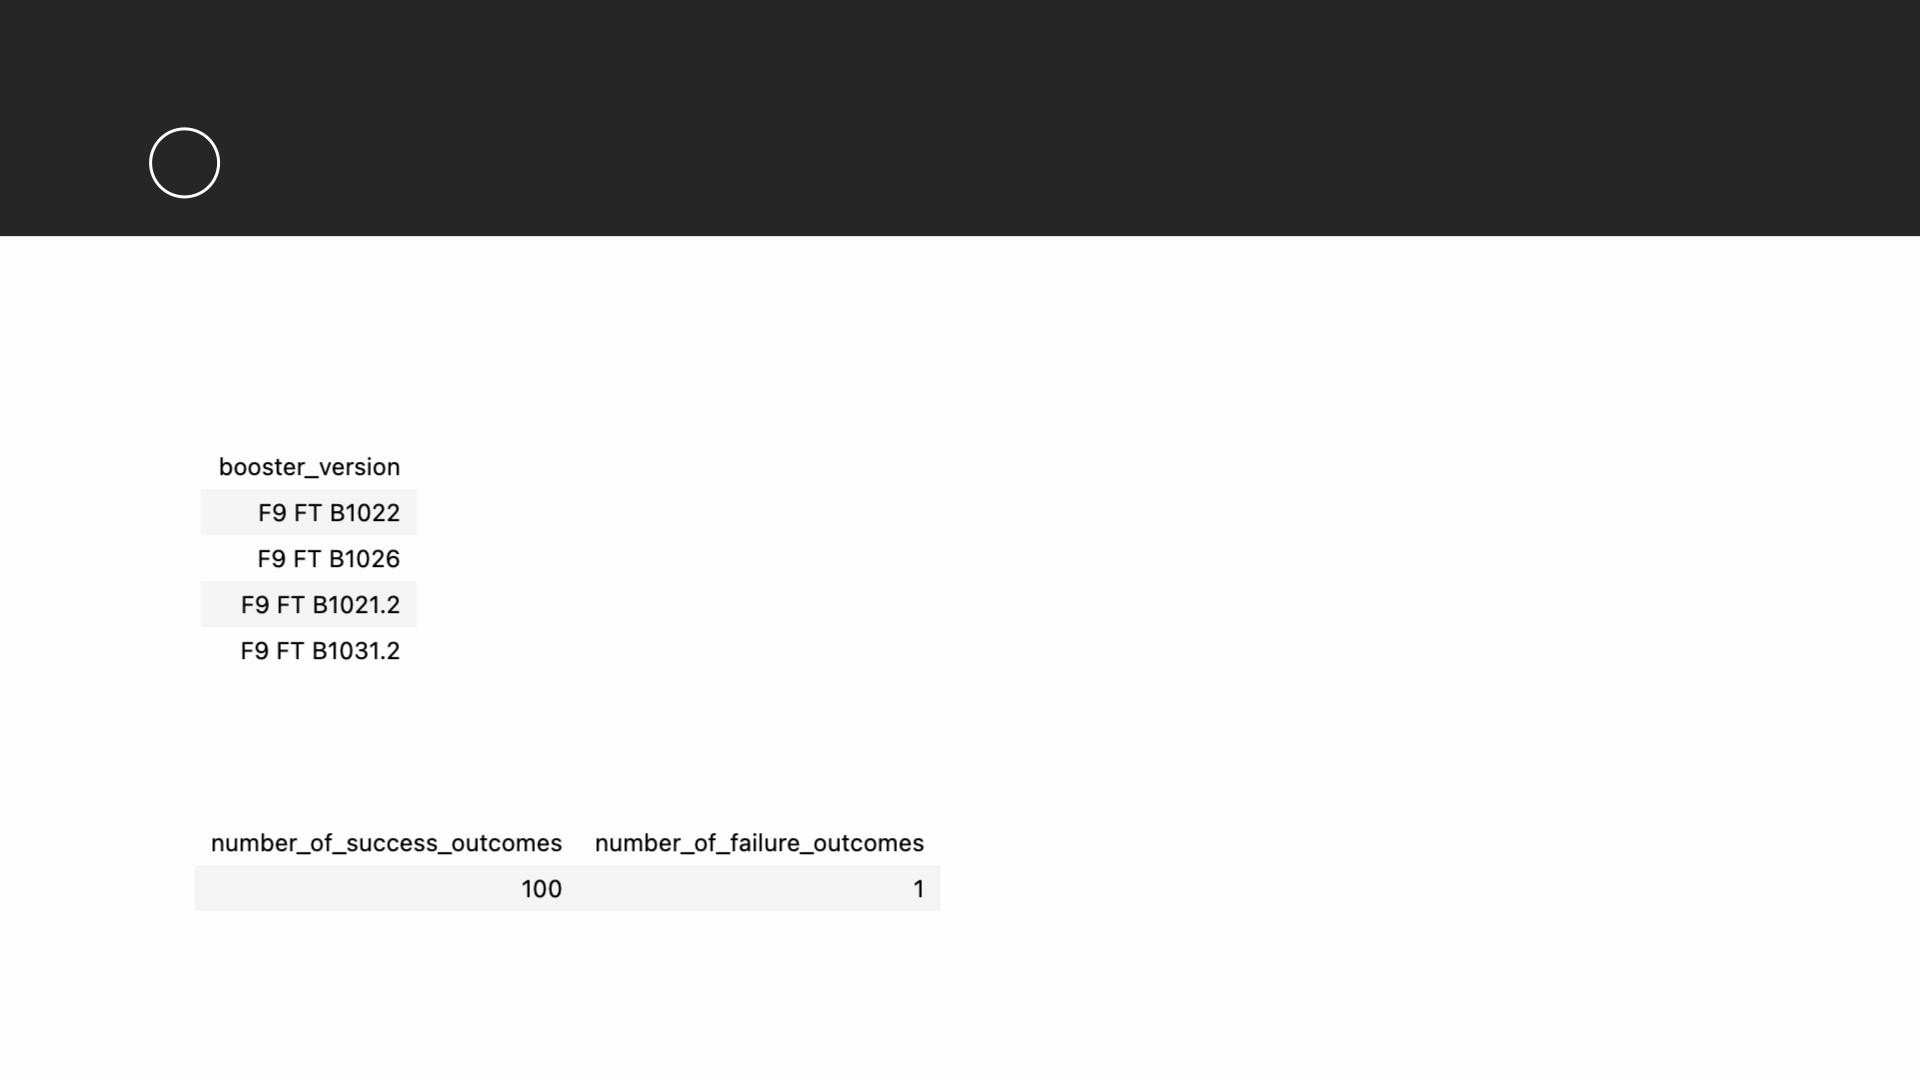 booster_version
F9 FT B1022
F9 FT B1026
F9 FT B1021.2
F9 FT B1031.2
number_of_success_outcomes number_of_failure_outcomes
100 1